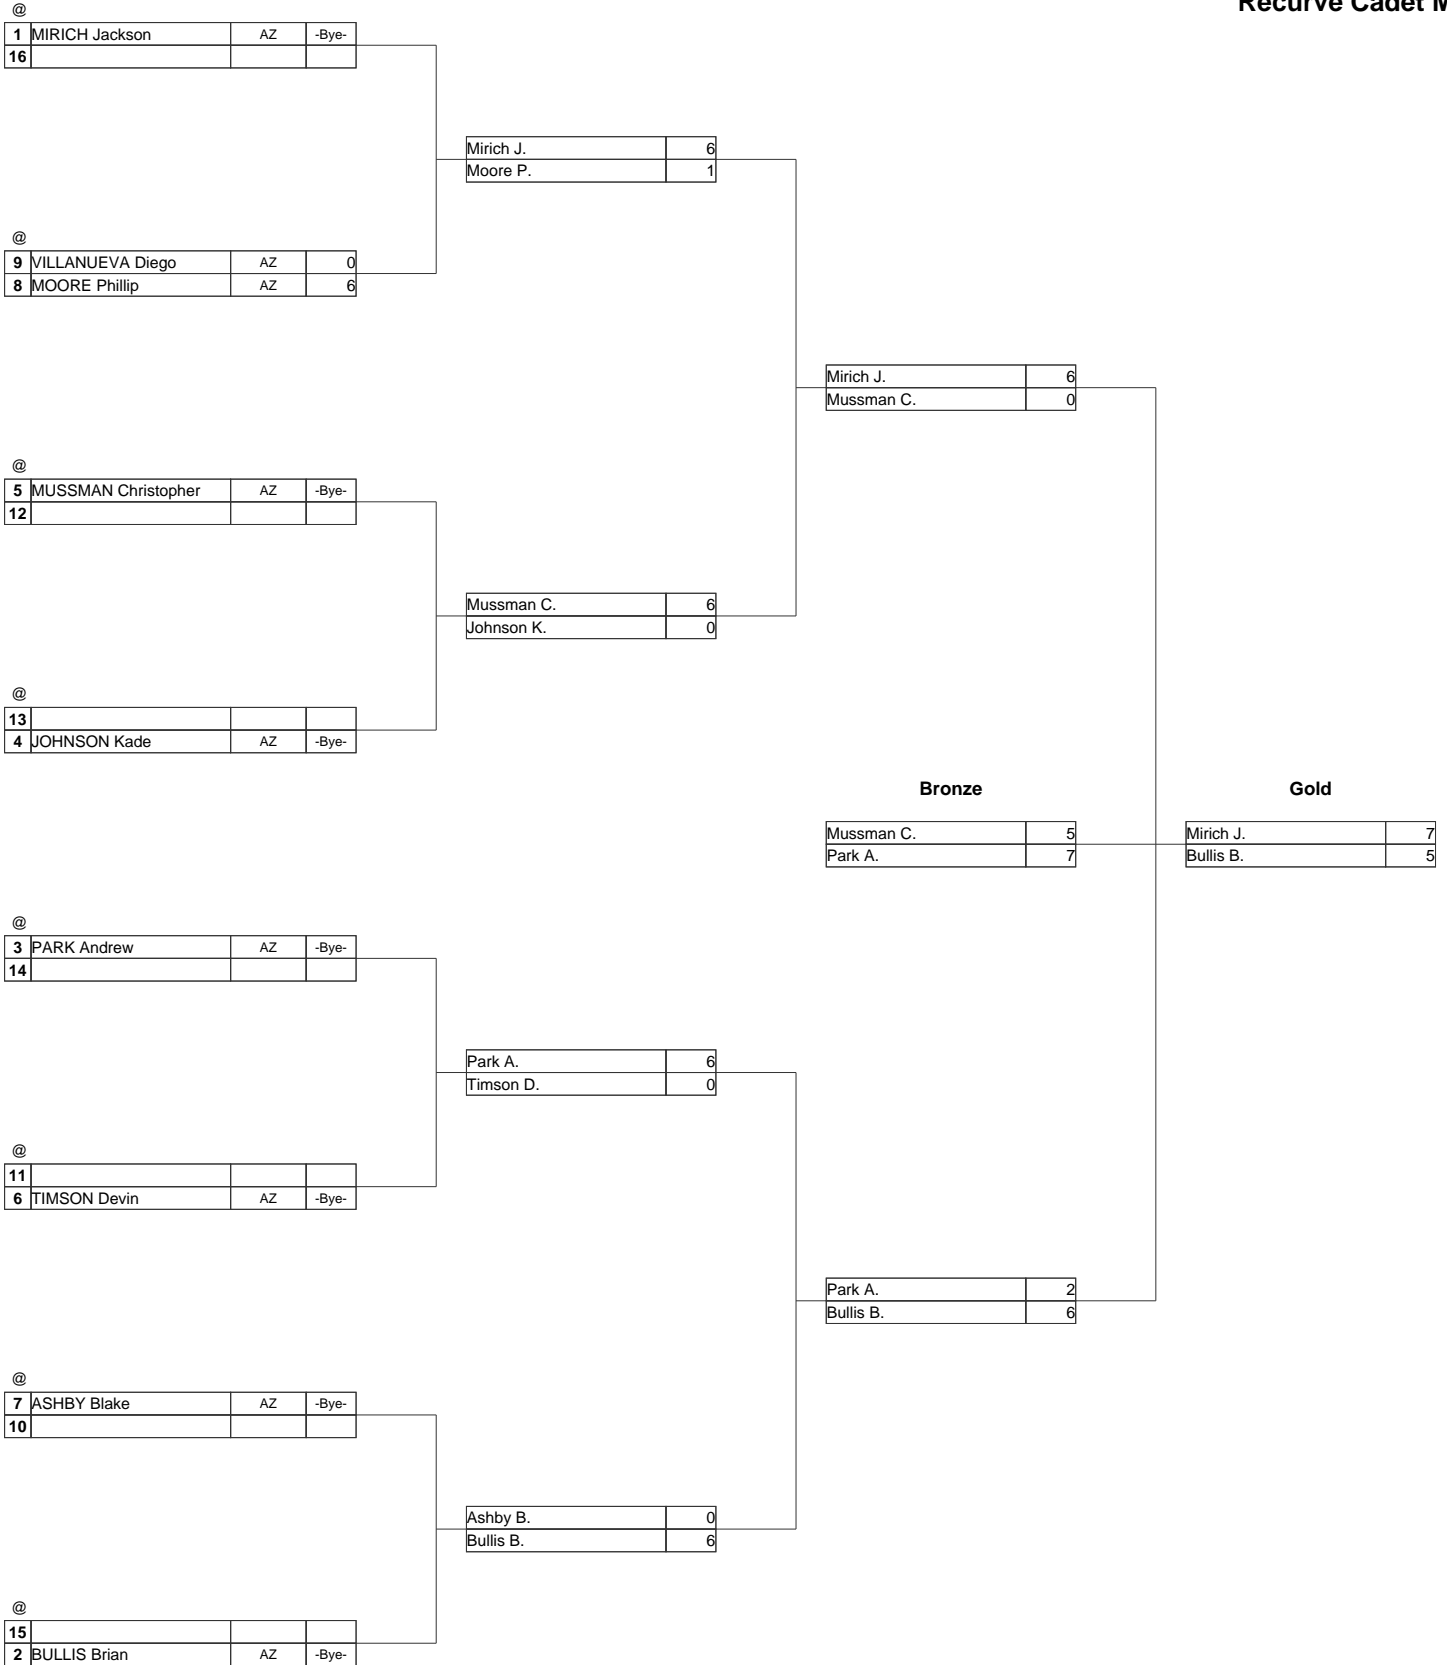 Recurve Cadet M
@
1 MIRICH Jackson AZ -Bye-
16
Mirich J. 6
Moore P. 1
@
9 VILLANUEVA Diego AZ 0
8 MOORE Phillip AZ 6
Mirich J. 6
Mussman C. 0
@
5 MUSSMAN Christopher AZ -Bye-
12
Mussman C. 6
Johnson K. 0
@
13
4 JOHNSON Kade AZ -Bye-
Bronze Gold
Mussman C. 5 Mirich J. 7
Park A. 7 Bullis B. 5
@
3 PARK Andrew AZ -Bye-
14
Park A. 6
Timson D. 0
@
11
6 TIMSON Devin AZ -Bye-
Park A. 2
Bullis B. 6
@
7 ASHBY Blake AZ -Bye-
10
Ashby B. 0
Bullis B. 6
@
15
2 BULLIS Brian AZ -Bye-